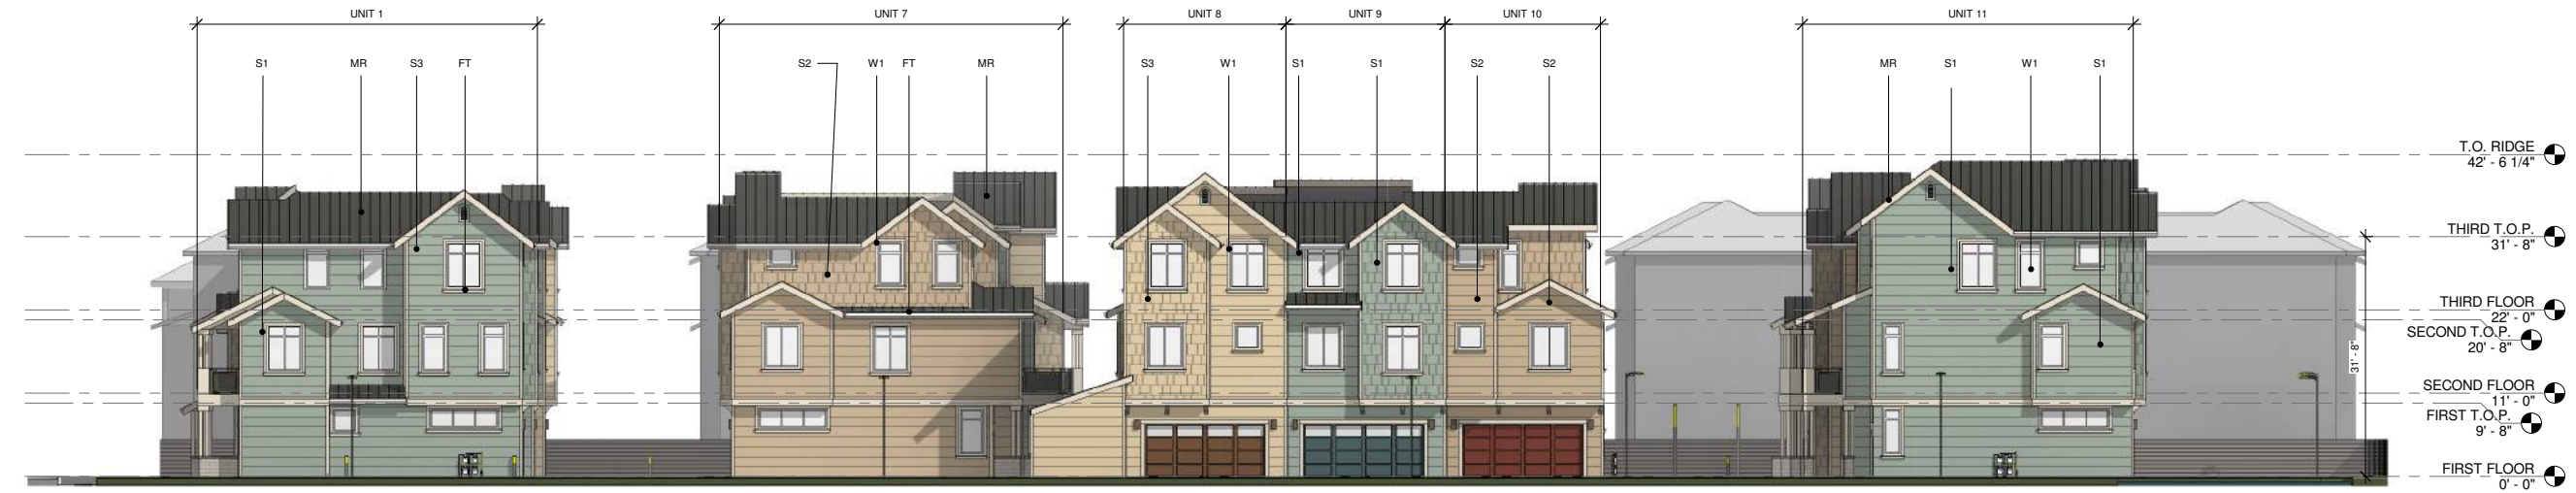 UNIT 1 UNIT 7 UNIT 8 UNIT 9 UNIT 10 UNIT 11
S1 MR S3 FT S2 W1 FT MR S3 W1 S1 S1 S2 S2 MR S1 W1 S1
T.O. RIDGE
42' - 6 1/4"
THIRD T.O.P.
31' - 8"
THIRD FLOOR
22' - 0"
SECOND T.O.P.
20' - 8"
31' - 8"
SECOND FLOOR
11' - 0"
FIRST T.O.P.
9' - 8"
FIRST FLOOR
0' - 0"